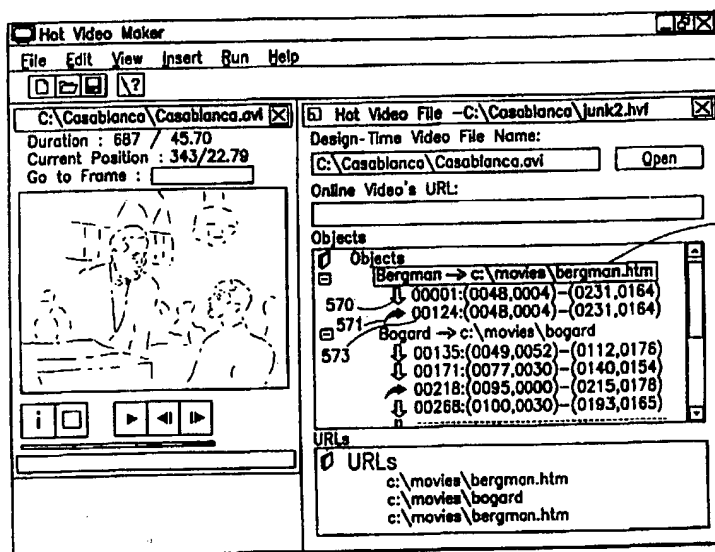 Hot Video Maker
File Edit View Insert Run Help
?
C:\Casablanca\Casablanca.avi
Duration : 687 / 45.70
Current Position : 343/22.79
Go to Frame :
i
Hot Video File -C:\Casablanca\junk2.hvf
Design-Time Video File Name:
C:\Casablanca\Casablanca.avi Open
Online Video's URL:
Objects
Objects
Bergman → c:\movies\bergman.htm
570 00001:(0048,0004)-(0231,0164)
571 00124:(0048,0004)-(0231,0164)
573 Bogard → c:\movies\bogard
00135:(0049,0052)-(0112,0176)
00171:(0077,0030)-(0140,0154)
00218:(0095,0000)-(0215,0178)
00268:(0100,0030)-(0193,0165)
URLs
URLs
c:\movies\bergman.htm
c:\movies\bogard
c:\movies\bergman.htm